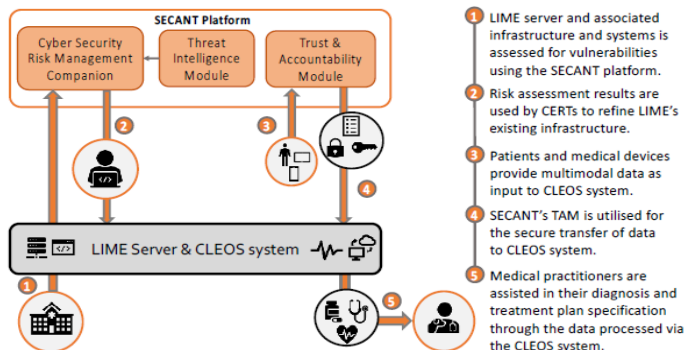 SECANT Platform
Cyber Security
Risk Management
Companion
Threat
Intelligence
Module
Trust &
Accountability
Module
2
3
4
LIME Server & CLEOS system
1
5
1
LIME server and associated
infrastructure and systems is
assessed for vulnerabilities
using the SECANT platform.
2
Risk assessment results are
used by CERTs to refine LIME's
existing infrastructure.
3
Patients and medical devices
provide multimodal data as
input to CLEOS system.
4
SECANT's TAM is utilised for
the secure transfer of data
to CLEOS system.
5
Medical practitioners are
assisted in their diagnosis and
treatment plan specification
through the data processed via
the CLEOS system.